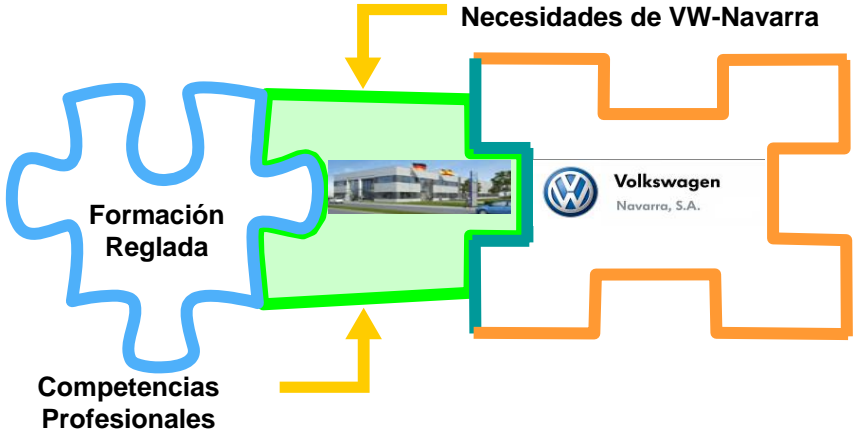 Necesidades de VW-Navarra
Formación
Reglada
Volkswagen
Navarra, S.A.
Competencias
Profesionales